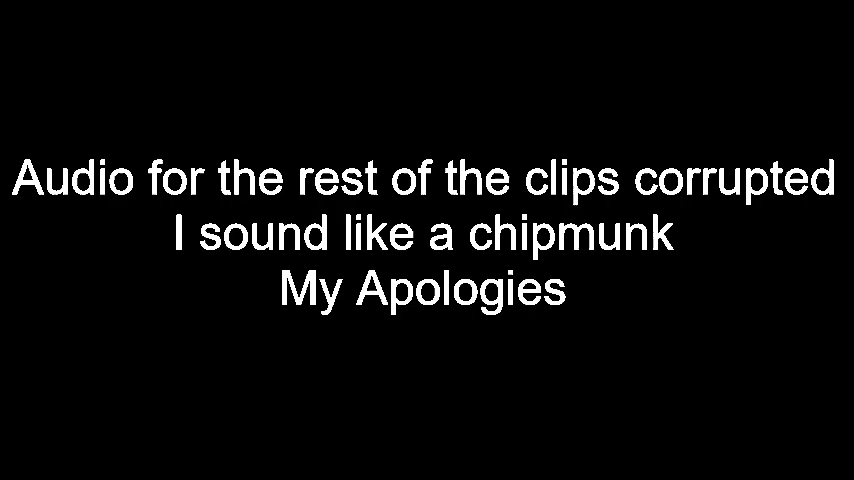 Audio for the rest of the clips corrupted
I sound like a chipmunk
My Apologies